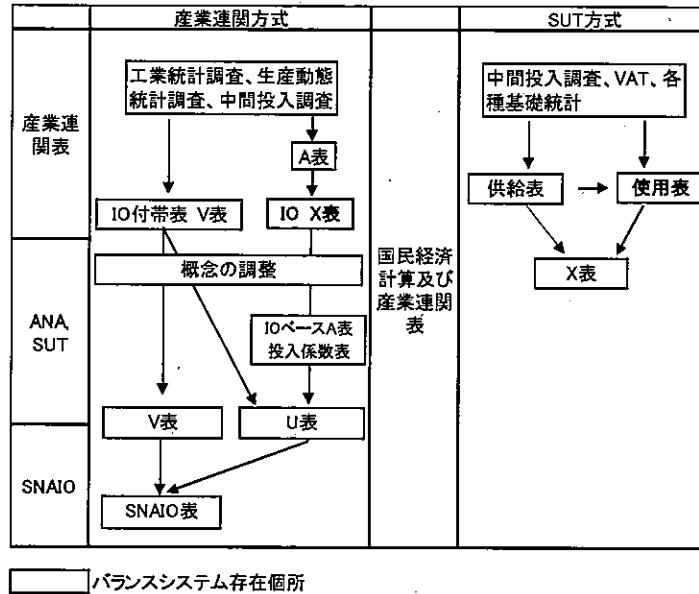 産業連関方式
SUT方式
産業連
関表
工業統計調査、生産動態
統計調査、中間投入調査
A表
IO付帯表 V表
IO X表
概念の調整
ANA,
SUT
IOベースA表
投入係数表
V表
U表
SNAIO
SNAIO表
国民経済
計算及び
産業連関
表
中間投入調査、VAT、各
種基礎統計
供給表
使用表
X表
バランスシステム存在個所